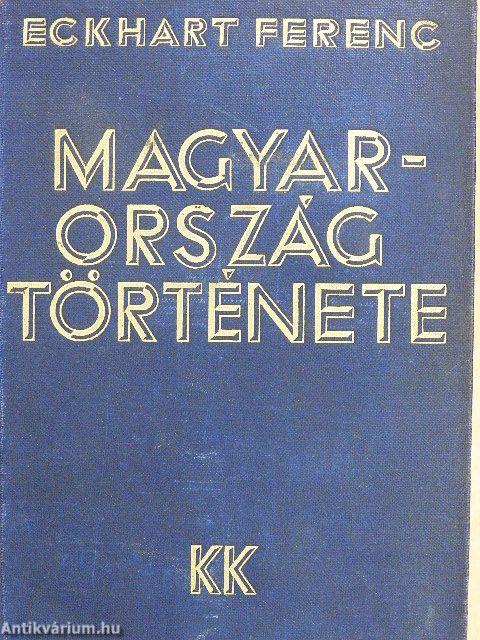 ECKHART FERENC
MAGYAR-
ORSZÁG
TÖRTÉNETE
KK
Antikvárium.hu